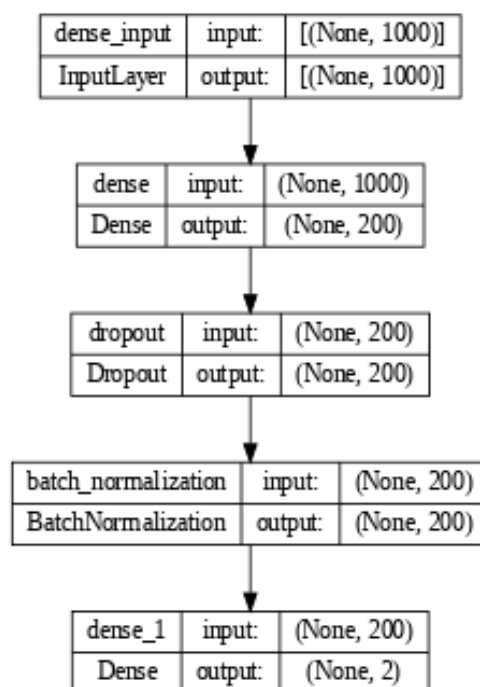 dense_input input: [(None, 1000)]
InputLayer output: [(None, 1000)]
dense input: (None, 1000)
Dense output: (None, 200)
dropout input: (None, 200)
Dropout output: (None, 200)
batch_normalization input: (None, 200)
BatchNormalization output: (None, 200)
dense_1 input: (None, 200)
Dense output: (None, 2)